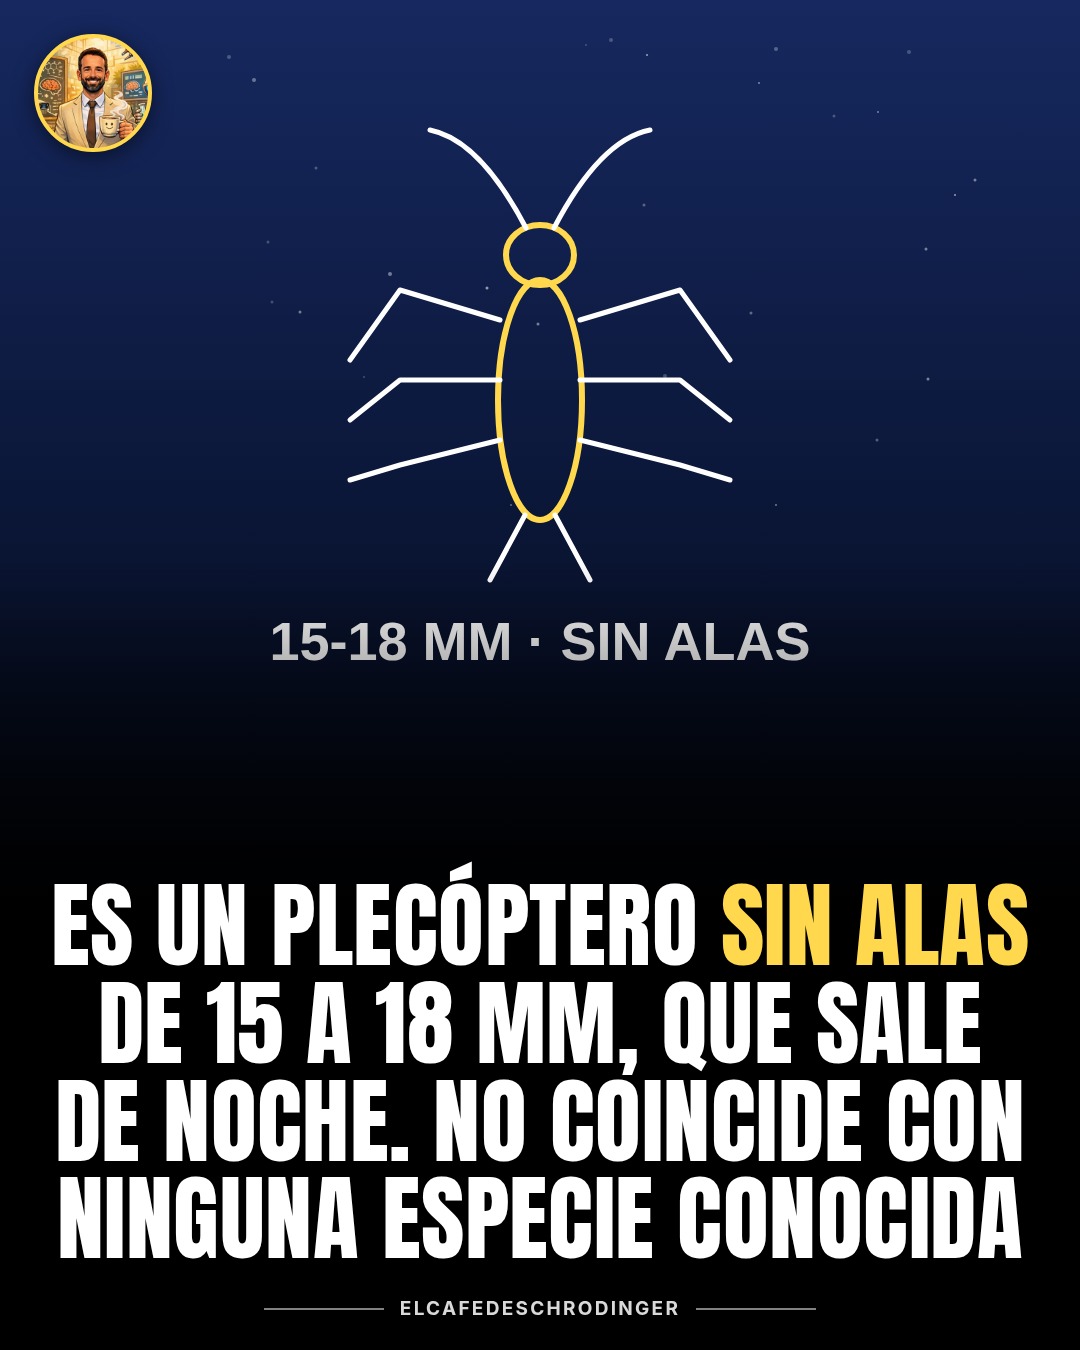 15-18 MM · SIN ALAS
ES UN PLECÓPTERO SIN ALAS
DE 15 A 18 MM, QUE SALE
DE NOCHE. NO COINCIDE CON
NINGUNA ESPECIE CONOCIDA
ELCAFEDESCHRODINGER